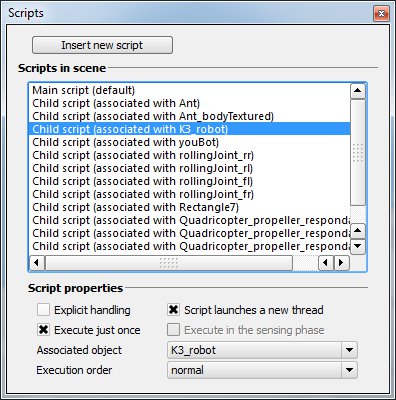 Scripts
Insert new script
Scripts in scene
Main script (default)
Child script (associated with Ant)
Child script (associated with Ant_bodyTextured)
Child script (associated with K3_robot)
Child script (associated with youBot)
Child script (associated with rollingJoint_rr)
Child script (associated with rollingJoint_rl)
Child script (associated with rollingJoint_fl)
Child script (associated with rollingJoint_fr)
Child script (associated with Rectangle7)
Child script (associated with Quadricopter_propeller_responda
Child script (associated with Quadricopter_propeller_responda
Child script (associated with Quadricopter_propeller_responda
Script properties
Explicit handling
Script launches a new thread
Execute just once
Execute in the sensing phase
Associated object
K3_robot
Execution order
normal